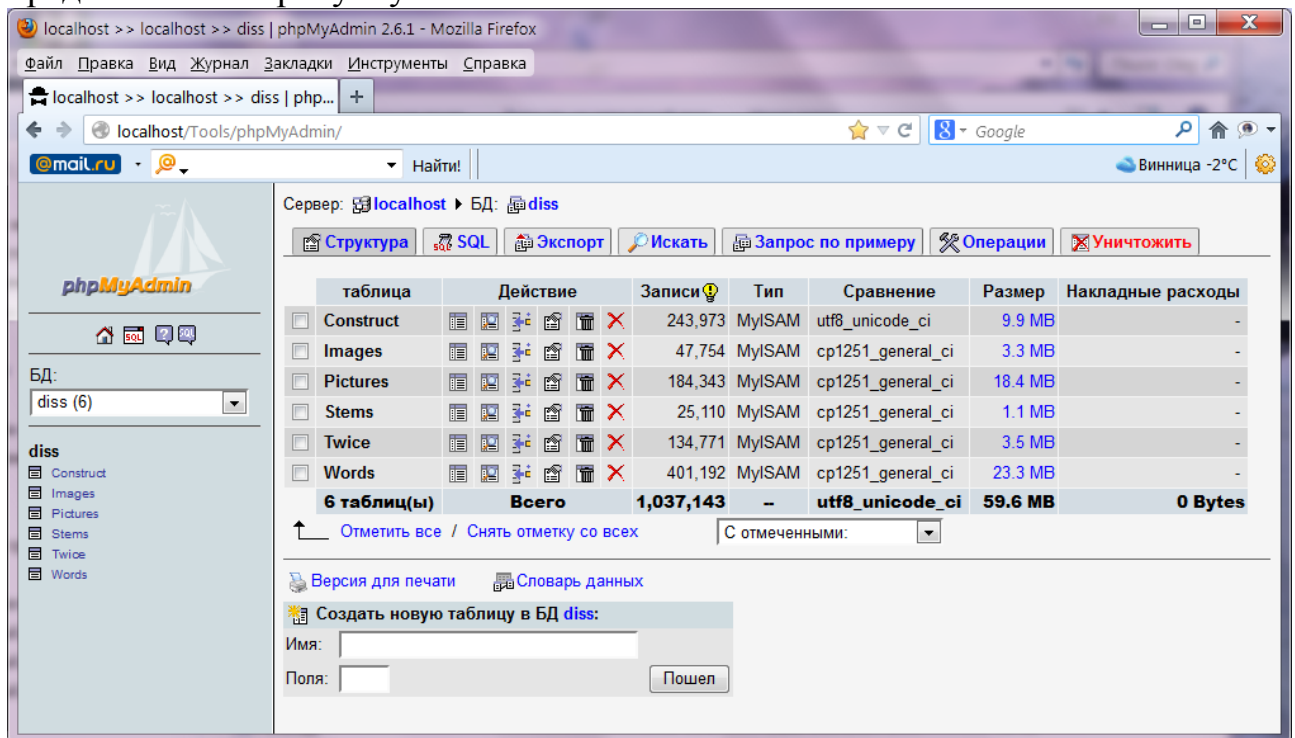 localhost >> localhost >> diss | phpMyAdmin 2.6.1 - Mozilla Firefox
Файл Правка Вид Журнал Закладки Инструменты Справка
localhost >> localhost >> diss | php... +
localhost/Tools/phpMyAdmin/ Google
@mail.ru Найти! Винница -2°C
phpMyAdmin
БД:
diss (6)
diss
Construct
Images
Pictures
Stems
Twice
Words
Сервер: localhost БД: diss
Структура SQL Экспорт Искать Запрос по примеру Операции Уничтожить
таблица Действие Записи Тип Сравнение Размер Накладные расходы
Construct 243,973 MyISAM utf8_unicode_ci 9.9 MB -
Images 47,754 MyISAM cp1251_general_ci 3.3 MB -
Pictures 184,343 MyISAM cp1251_general_ci 18.4 MB -
Stems 25,110 MyISAM cp1251_general_ci 1.1 MB -
Twice 134,771 MyISAM cp1251_general_ci 3.5 MB -
Words 401,192 MyISAM cp1251_general_ci 23.3 MB -
6 таблиц(ы) Всего 1,037,143 -- utf8_unicode_ci 59.6 MB 0 Bytes
Отметить все / Снять отметку со всех С отмеченными:
Версия для печати Словарь данных
Создать новую таблицу в БД diss:
Имя:
Поля: Пошел